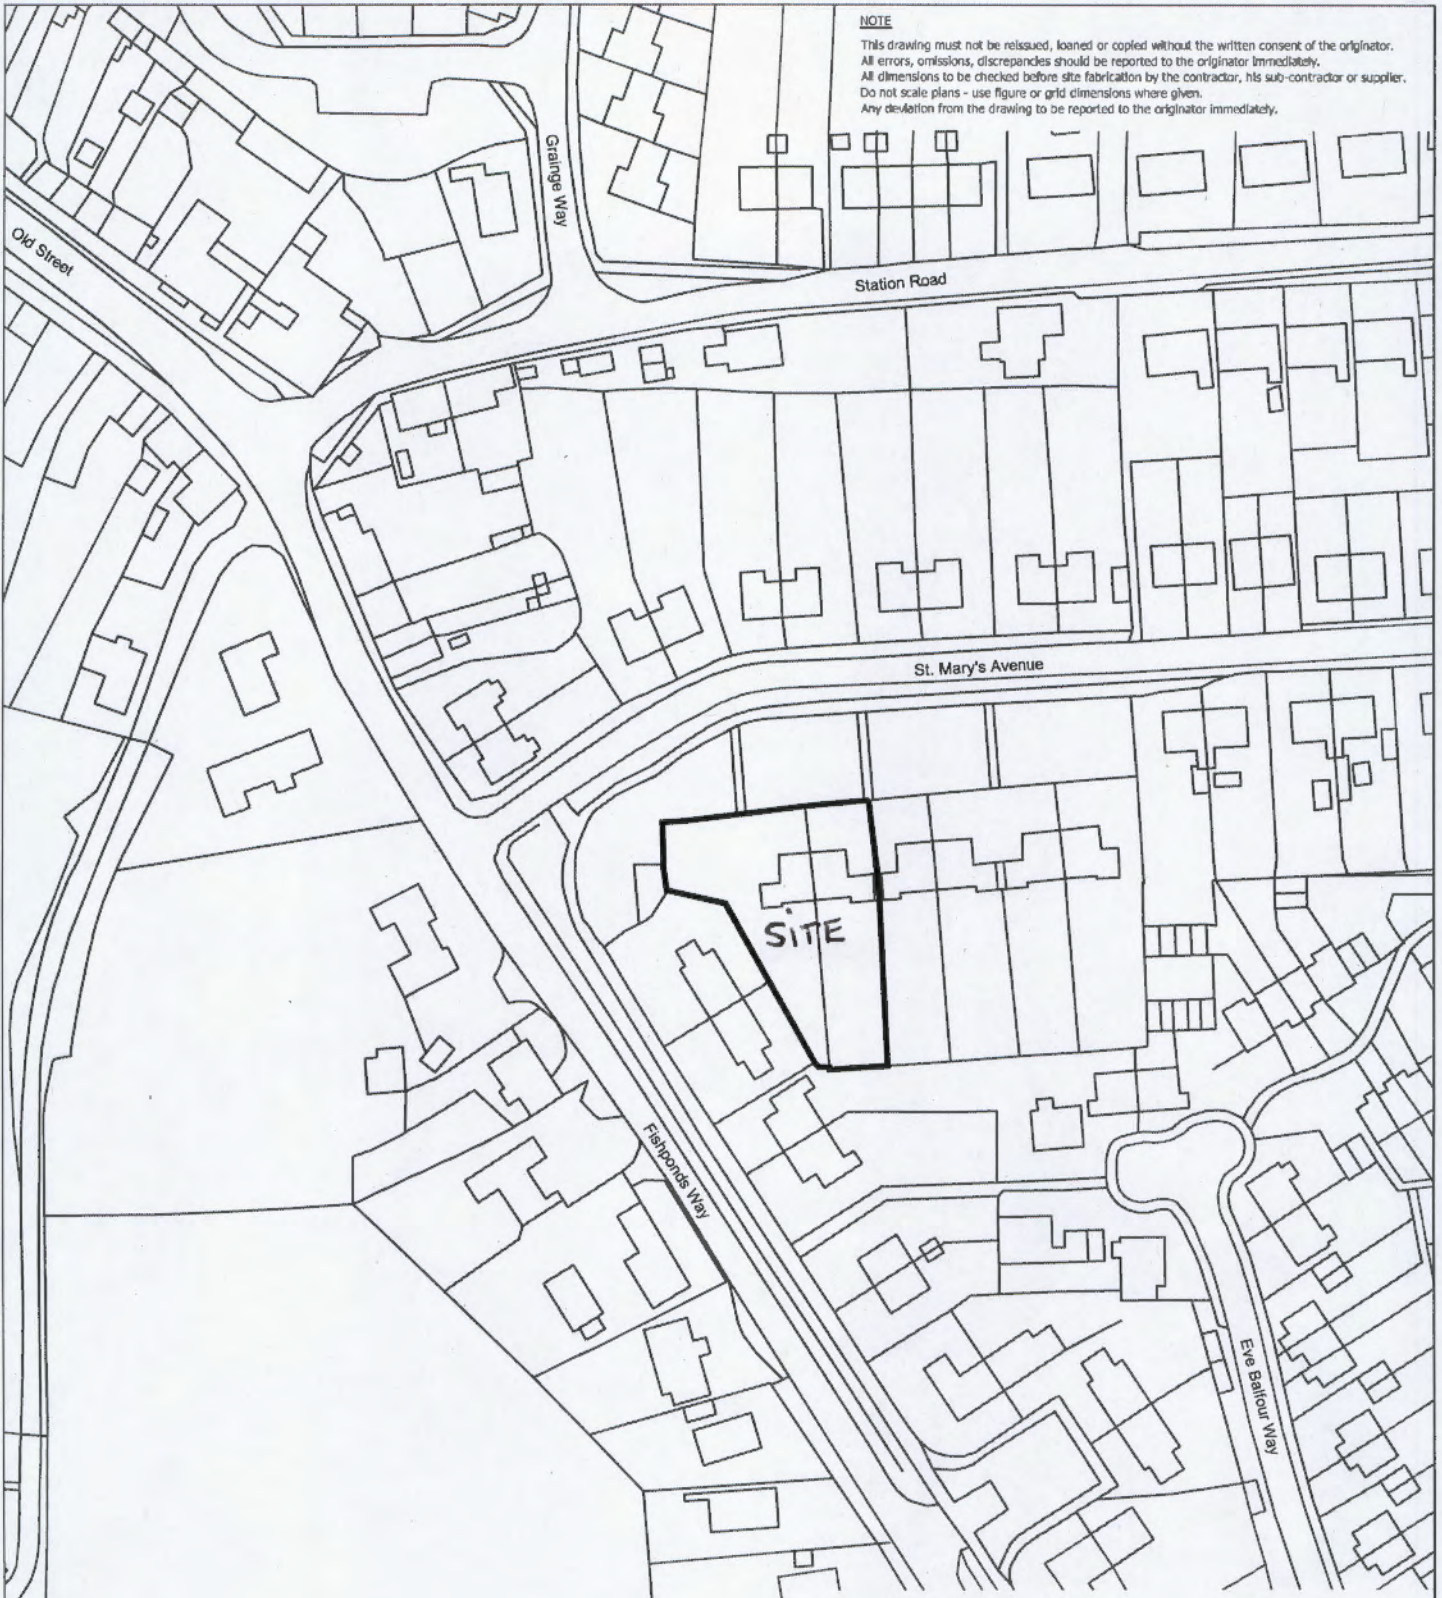 NOTE
This drawing must not be reissued, loaned or copied without the written consent of the originator.
All errors, omissions, discrepancies should be reported to the originator immediately.
All dimensions to be checked before site fabrication by the contractor, his sub-contractor or supplier.
Do not scale plans - use figure or grid dimensions where given.
Any deviation from the drawing to be reported to the originator immediately.
Grainge Way
Old Street
Station Road
St. Mary's Avenue
SiTE
Fishponds Way
Eve Balfour Way